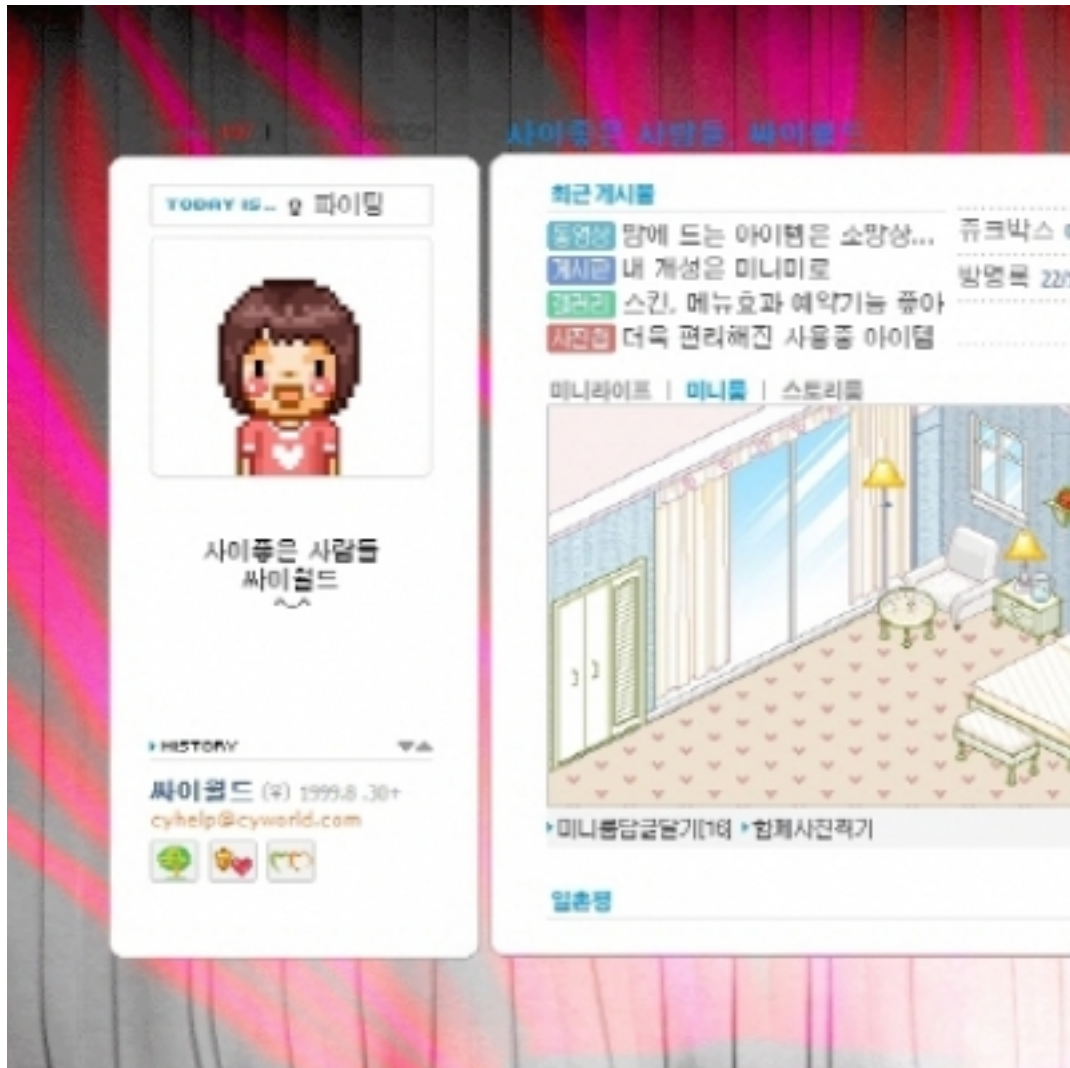 사이좋은 사람들, 싸이월드
TODAY IS... 파이팅
사이좋은 사람들
싸이월드
^_^
HISTORY
싸이월드 (우) 1999.8 .30+
cyhelp@cyworld.com
최근 게시물
동영상 맘에 드는 아이템은 소망상...
게시판 내 개성은 미니미로
갤러리 스킨, 메뉴효과 예약기능 좋아
사진첩 더욱 편리해진 사용중 아이템
쥬크박스
방명록 22/
미니라이프 | 미니룸 | 스토리룸
미니룸답글달기[16] 함께사진찍기
일촌평